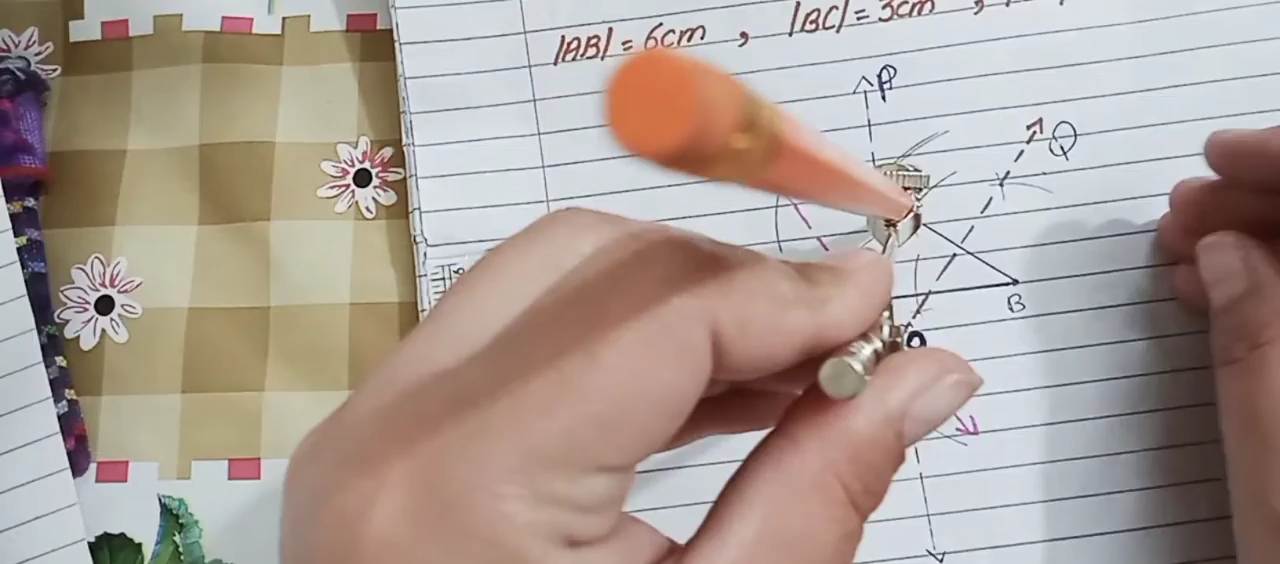 |AB| = 6cm , |BC| = 3cm ,
P
Q
B
O